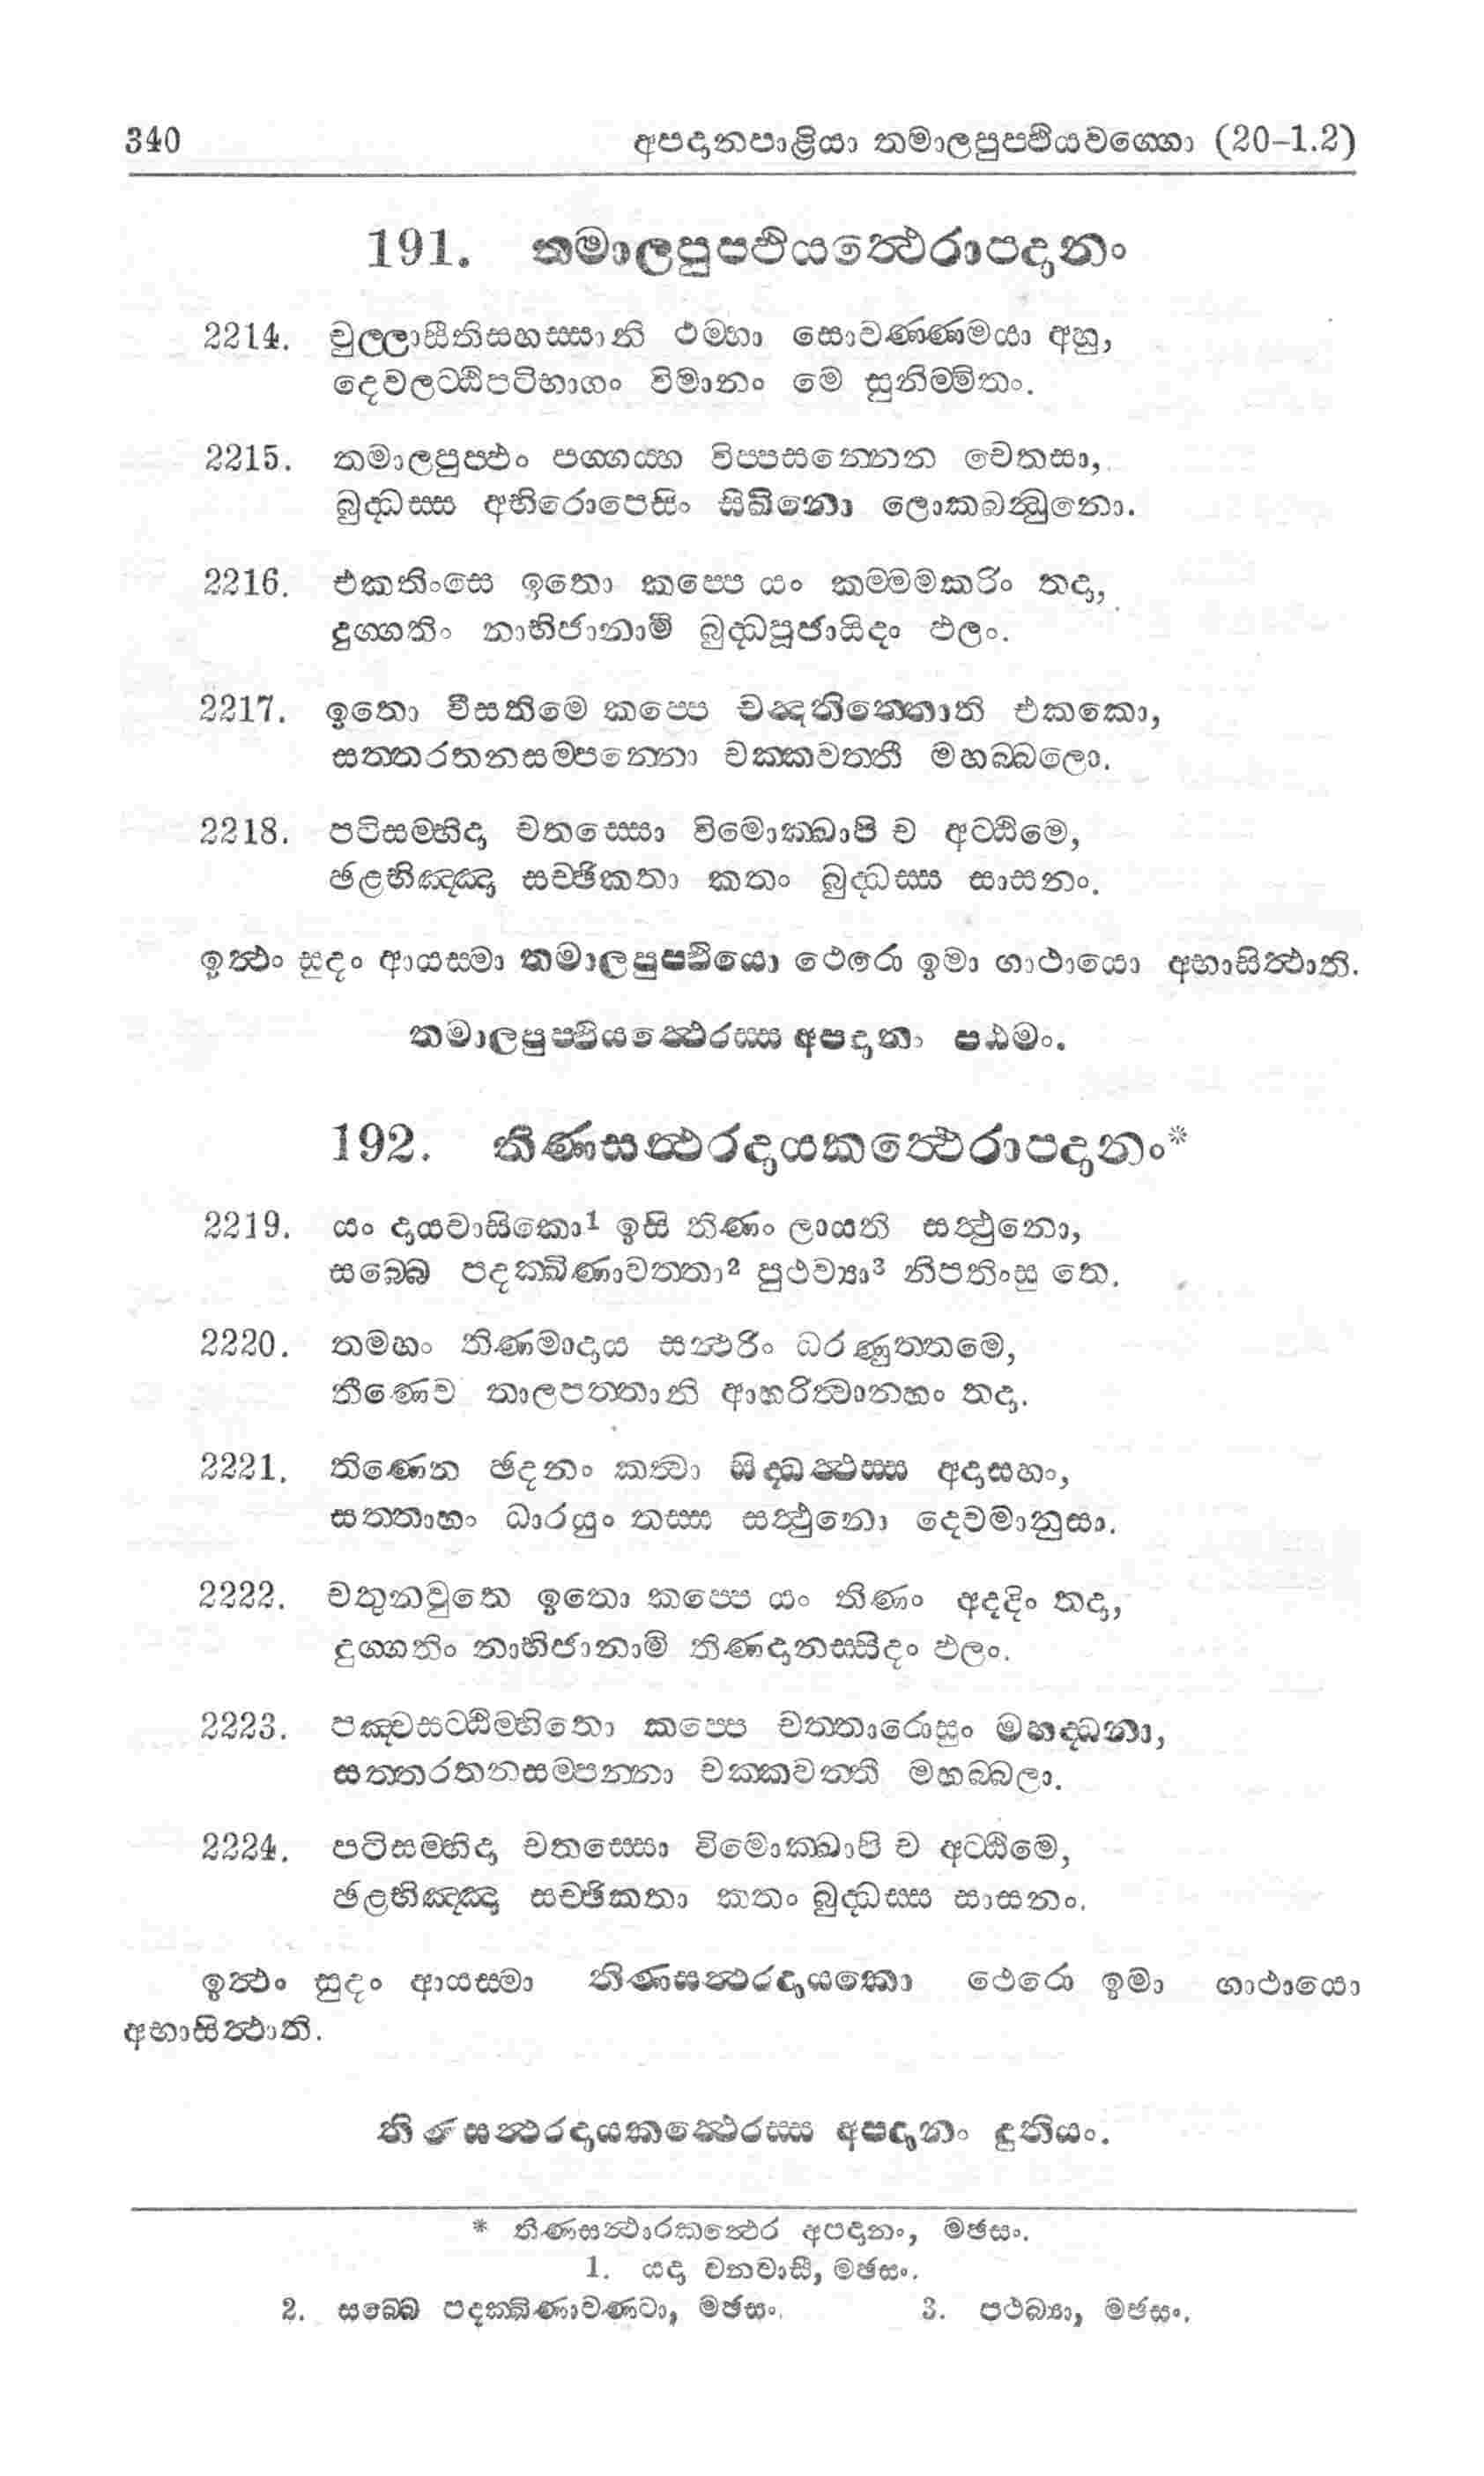 340 අපදානපාළියා තමාලපුප්ඵියවග්ගො (20-1.2)
191. තමාලපුප්ඵියත්ථෙරාපදානං
2214. චුල්ලාසීතිසහස්සානි ථම්භා සොවණ්ණමයා අහු,
දෙවලට්ඨිපටිභාගං විමානං මෙ සුනිම්මිතං.
2215. තමාලපුප්ඵං පග්ගය්හ විප්පසන්නෙන චෙතසා,
බුද්ධස්ස අභිරොපෙසිං සිඛිනො ලොකබන්ධුනො.
2216. එකතිංසෙ ඉතො කප්පෙ යං කම්මමකරිං තදා,
දුග්ගතිං නාභිජානාමි බුද්ධපූජායිදං ඵලං.
2217. ඉතො වීසතිමෙ කප්පෙ චන්දතිත්තොති එකකො,
සත්තරතනසම්පන්නො චක්කවත්තී මහබ්බලො.
2218. පටිසම්භිදා චතස්සො විමොක්ඛාපි ච අට්ඨිමෙ,
ඡළභිඤ්ඤා සච්ඡිකතා කතං බුද්ධස්ස සාසනං.
ඉත්ථං සුදං ආයස්මා තමාලපුප්ඵියො ථෙරො ඉමා ගාථායො අභාසිත්ථාති.
තමාලපුප්ඵියත්ථෙරස්ස අපදානං පඨමං.
192. තිණසන්ථරදායකත්ථෙරාපදානං*
2219. යං දායවාසිකො1 ඉසි තිණං ලායති සත්ථුනො,
සබ්බෙ පදක්ඛිණාවත්තා2 පුථව්‍යා3 නිපතිංසු තෙ.
2220. තමහං තිණමාදාය සන්ථරිං ධරණුත්තමෙ,
තීණෙව තාලපත්තානි ආහරිත්වානහං තදා.
2221. තිණෙන ඡදනං කත්වා සිද්ධත්ථස්ස අදාසහං,
සත්තාහං ධාරයුං තස්ස සත්ථුනො දෙවමානුසා.
2222. චතුනවුතෙ ඉතො කප්පෙ යං තිණං අදදිං තදා,
දුග්ගතිං නාභිජානාමි තිණදානස්සිදං ඵලං.
2223. පඤ්චසට්ඨිම්හිතො කප්පෙ චත්තාරොසුං මහද්ධනා,
සත්තරතනසම්පන්නා චක්කවත්තී මහබ්බලා.
2224. පටිසම්භිදා චතස්සො විමොක්ඛාපි ච අට්ඨිමෙ,
ඡළභිඤ්ඤා සච්ඡිකතා කතං බුද්ධස්ස සාසනං.
ඉත්ථං සුදං ආයස්මා තිණසන්ථරදායකො ථෙරො ඉමා ගාථායො
අභාසිත්ථාති.
තිණසන්ථරදායකත්ථෙරස්ස අපදානං දුතියං.
* තිණසන්ථාරකත්ථෙර අපදානං, මඡසං.
1. යදා වනවාසී, මඡසං.
2. සබ්බෙ පදක්ඛිණාවණ්ටා, මඡසං. 3. පථබ්‍යා, මඡසං.